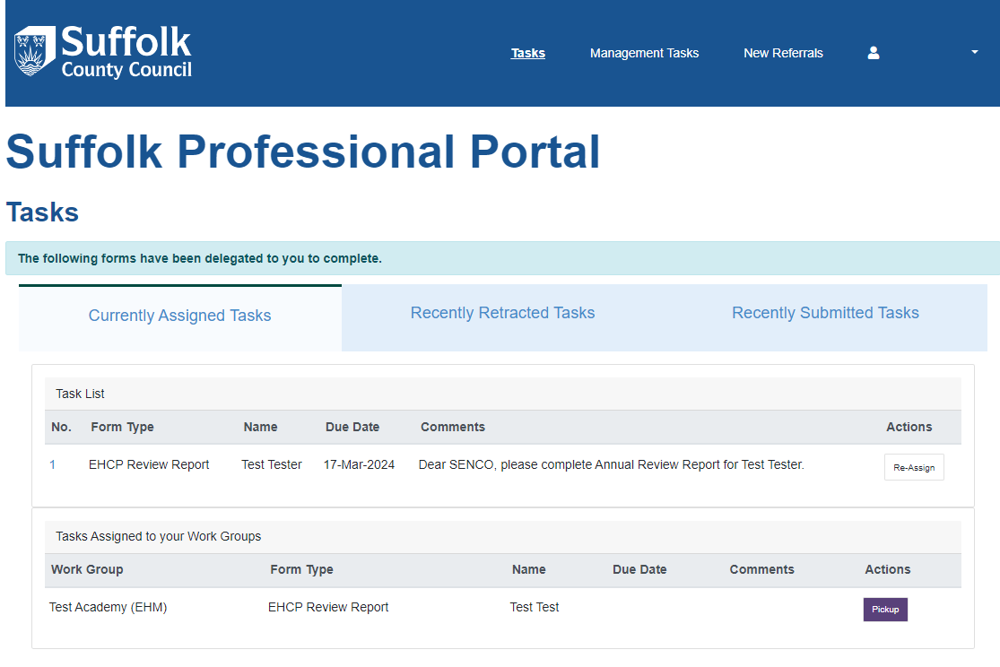 Suffolk
County Council
Tasks Management Tasks New Referrals
Suffolk Professional Portal
Tasks
The following forms have been delegated to you to complete.
Currently Assigned Tasks Recently Retracted Tasks Recently Submitted Tasks
Task List
No. Form Type Name Due Date Comments Actions
1 EHCP Review Report Test Tester 17-Mar-2024 Dear SENCO, please complete Annual Review Report for Test Tester. Re-Assign
Tasks Assigned to your Work Groups
Work Group Form Type Name Due Date Comments Actions
Test Academy (EHM) EHCP Review Report Test Test Pickup